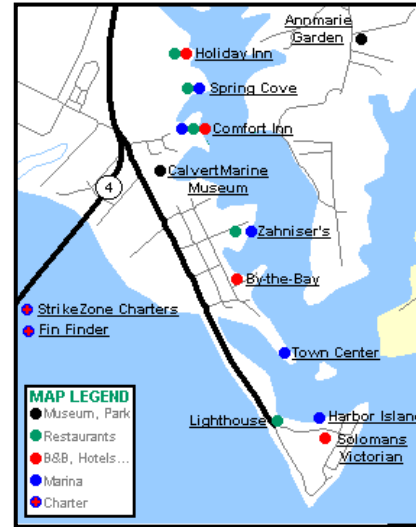 Annmarie
Garden
Holiday Inn
Spring Cove
Comfort Inn
CalvertMarine
Museum
4
Zahniser's
By-the-Bay
StrikeZone Charters
Fin Finder
Town Center
MAP LEGEND
Museum, Park
Restaurants
B&B, Hotels...
Marina
Charter
Lighthouse
Harbor Island
Solomans
Victorian